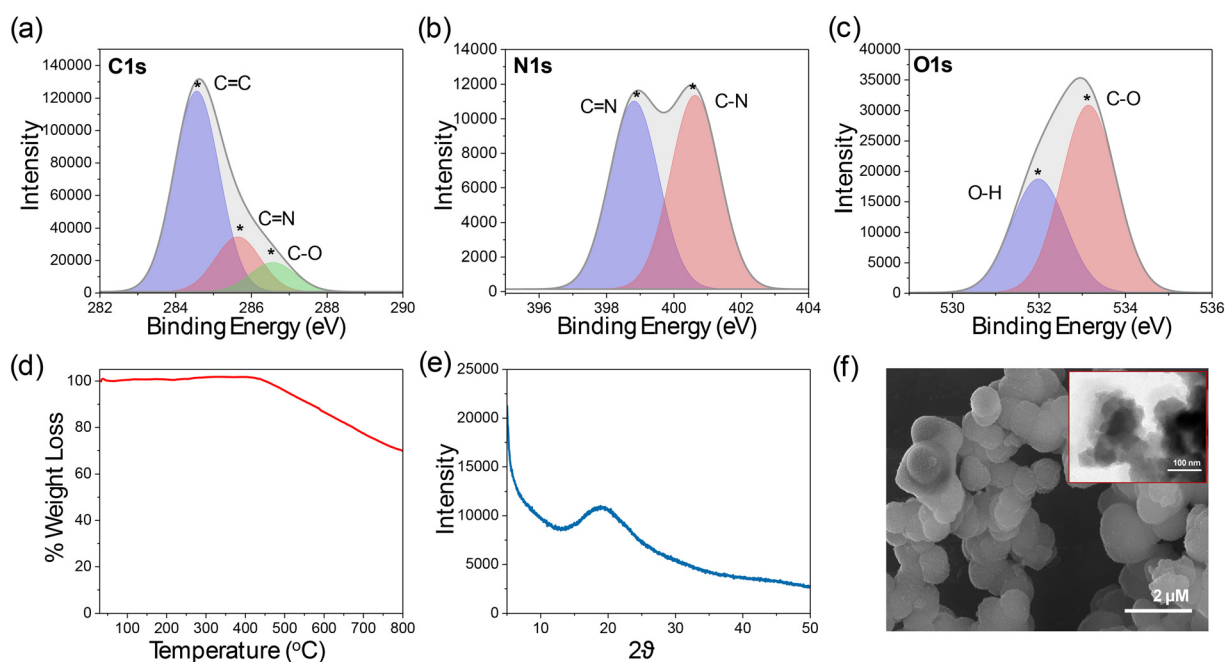 (a)
C1s
* C=C
* C=N
* C-O
140000
120000
100000
80000
60000
40000
20000
0
282 284 286 288 290
Intensity
Binding Energy (eV)
(b)
N1s
C=N *
* C-N
14000
12000
10000
8000
6000
4000
2000
0
396 398 400 402 404
Intensity
Binding Energy (eV)
(c)
O1s
* C-O
O-H *
40000
35000
30000
25000
20000
15000
10000
5000
0
530 532 534 536
Intensity
Binding Energy (eV)
(d)
100
80
60
40
20
0
100 200 300 400 500 600 700 800
% Weight Loss
Temperature (°C)
(e)
25000
20000
15000
10000
5000
0
10 20 30 40 50
Intensity
2ϑ
(f)
100 nm
2 µM